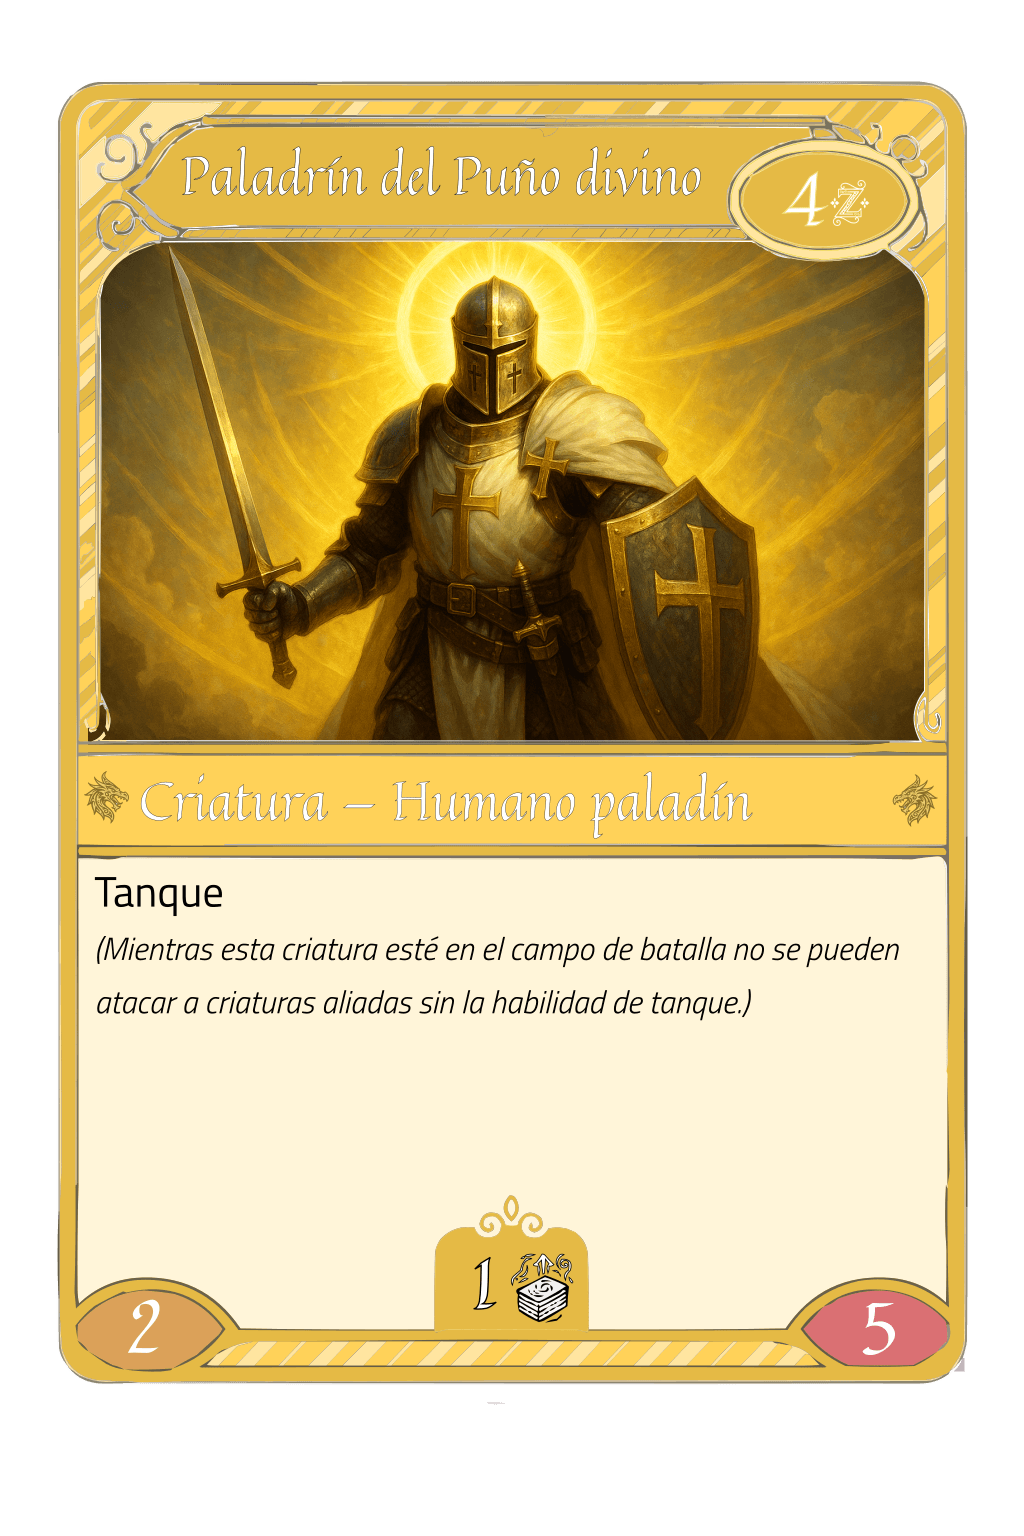 Paladrín del Puño divino
4 Z
Criatura – Humano paladín
Tanque
(Mientras esta criatura esté en el campo de batalla no se pueden
atacar a criaturas aliadas sin la habilidad de tanque.)
1
2
5